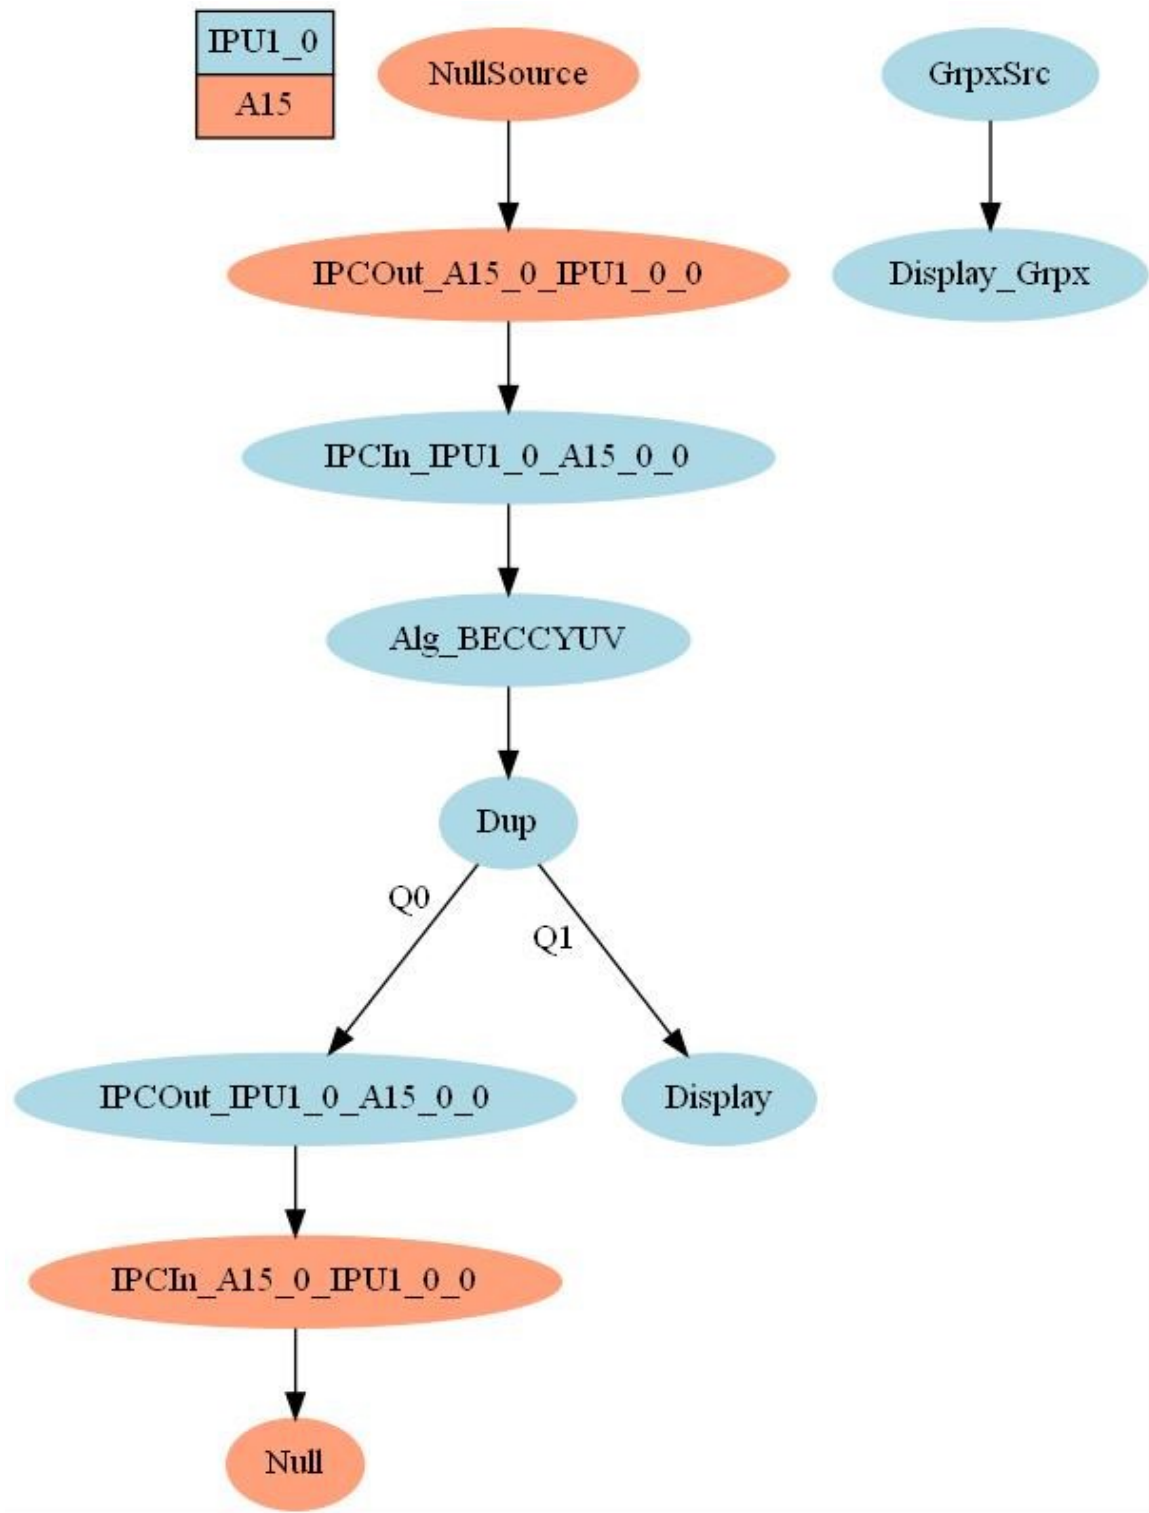 IPU1_0
A15
NullSource
GrpxSrc
IPCOut_A15_0_IPU1_0_0
Display_Grpx
IPCIn_IPU1_0_A15_0_0
Alg_BECCYUV
Dup
Q0
Q1
IPCOut_IPU1_0_A15_0_0
Display
IPCIn_A15_0_IPU1_0_0
Null